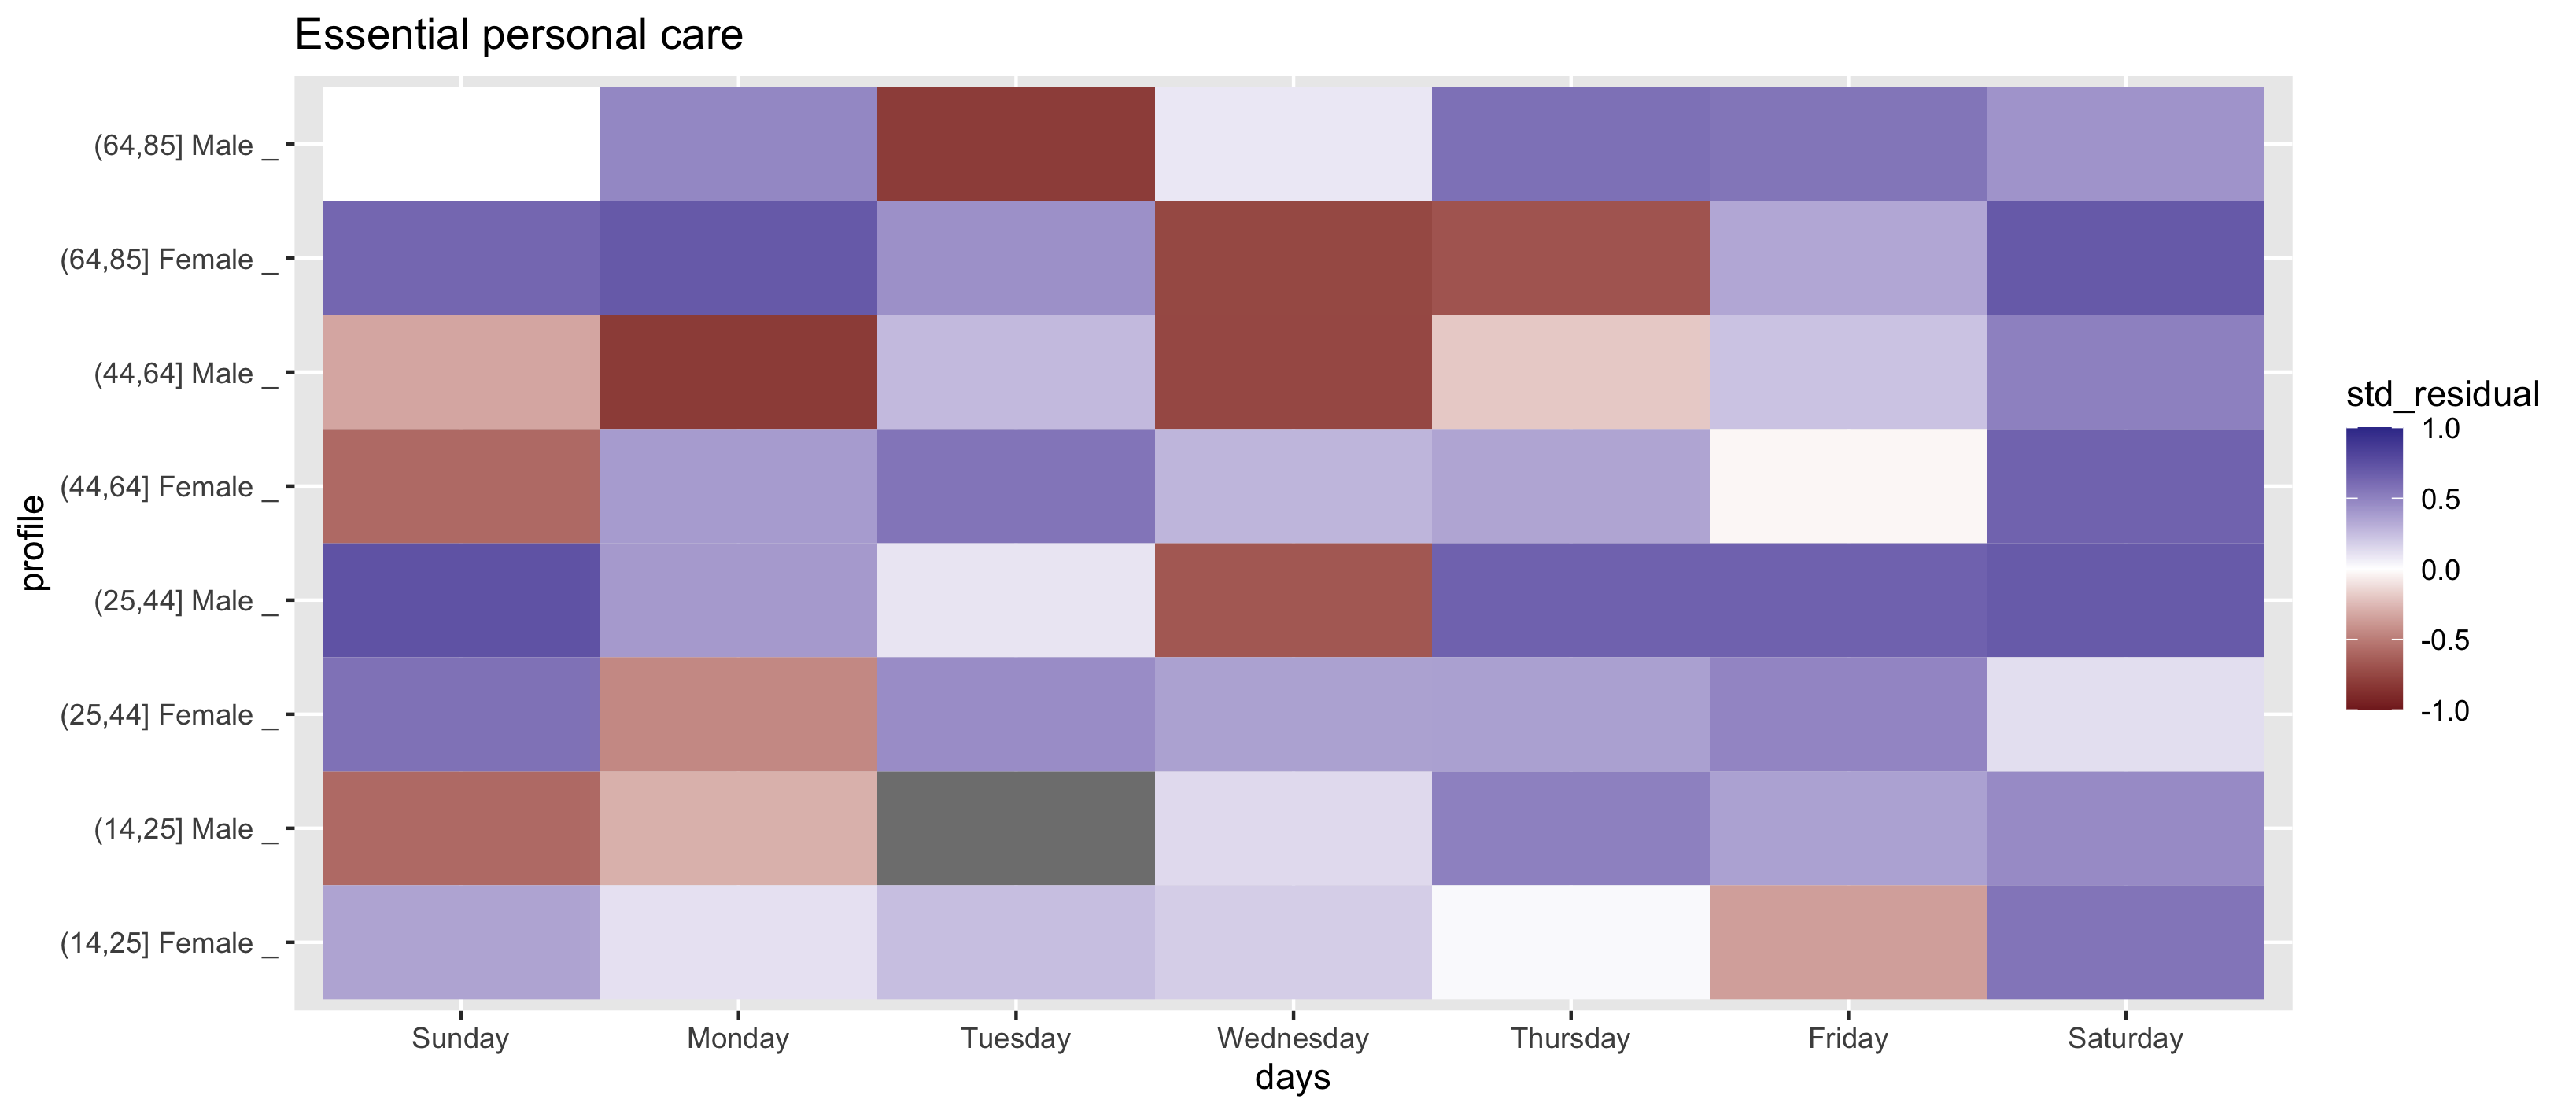 Essential personal care
profile
(64,85] Male _
(64,85] Female _
(44,64] Male _
(44,64] Female _
(25,44] Male _
(25,44] Female _
(14,25] Male _
(14,25] Female _
Sunday Monday Tuesday Wednesday Thursday Friday Saturday
days
std_residual
1.0
0.5
0.0
-0.5
-1.0